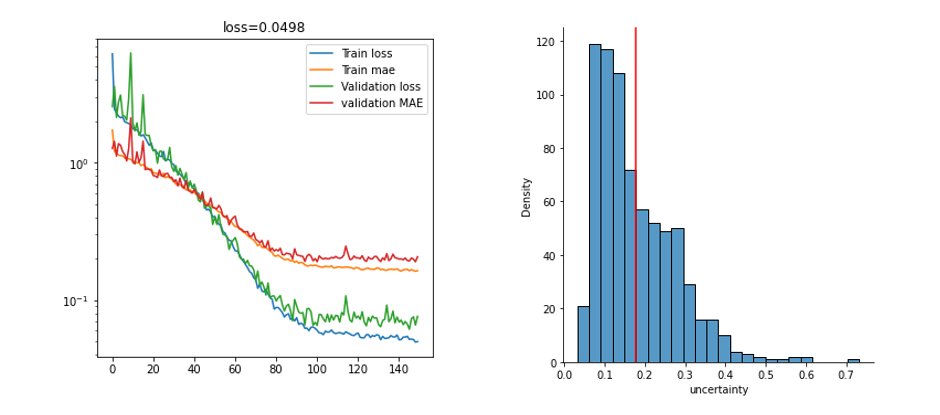 loss=0.0498
Train loss
Train mae
Validation loss
validation MAE
10⁰
10⁻¹
0 20 40 60 80 100 120 140
Density
120
100
80
60
40
20
0
0.0 0.1 0.2 0.3 0.4 0.5 0.6 0.7
uncertainty